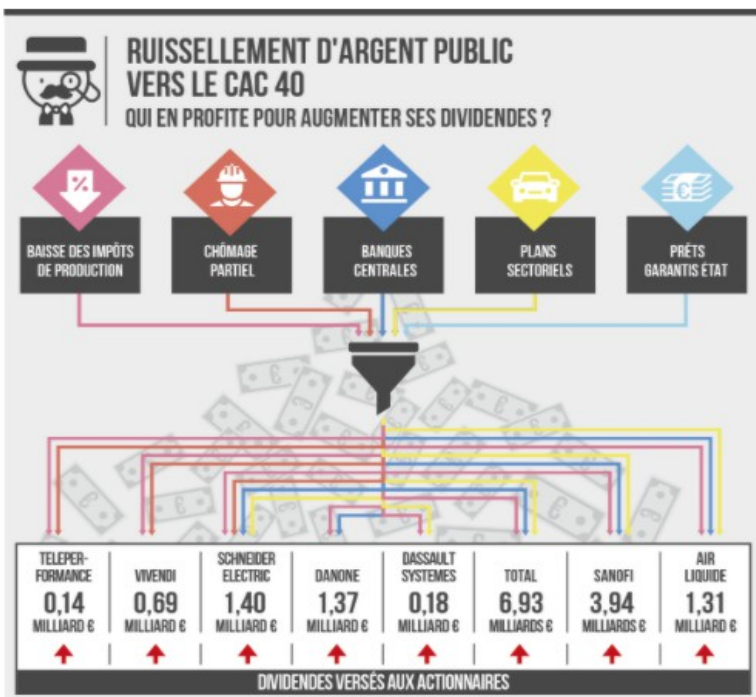 RUISSELLEMENT D'ARGENT PUBLIC
VERS LE CAC 40
QUI EN PROFITE POUR AUGMENTER SES DIVIDENDES ?
%
BAISSE DES IMPÔTS
DE PRODUCTION
CHÔMAGE
PARTIEL
BANQUES
CENTRALES
PLANS
SECTORIELS
€
PRÊTS
GARANTIS ÉTAT
TELEPER-
FORMANCE
0,14
MILLIARD €
VIVENDI
0,69
MILLIARD €
SCHNEIDER
ELECTRIC
1,40
MILLIARD €
DANONE
1,37
MILLIARD €
DASSAULT
SYSTEMES
0,18
MILLIARD €
TOTAL
6,93
MILLIARDS €
SANOFI
3,94
MILLIARDS €
AIR
LIQUIDE
1,31
MILLIARD €
DIVIDENDES VERSÉS AUX ACTIONNAIRES